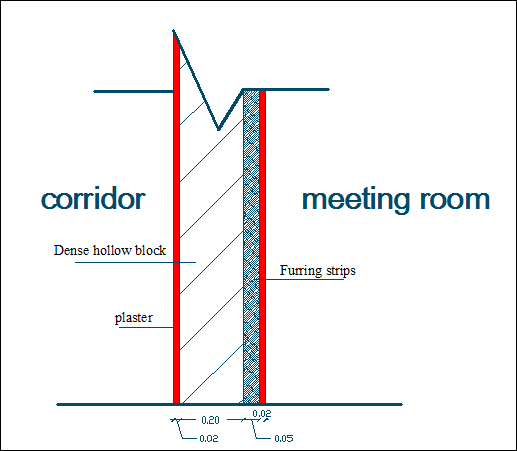 corridor
meeting room
Dense hollow block
Furring strips
plaster
0.02
0.20
0.02
0.05